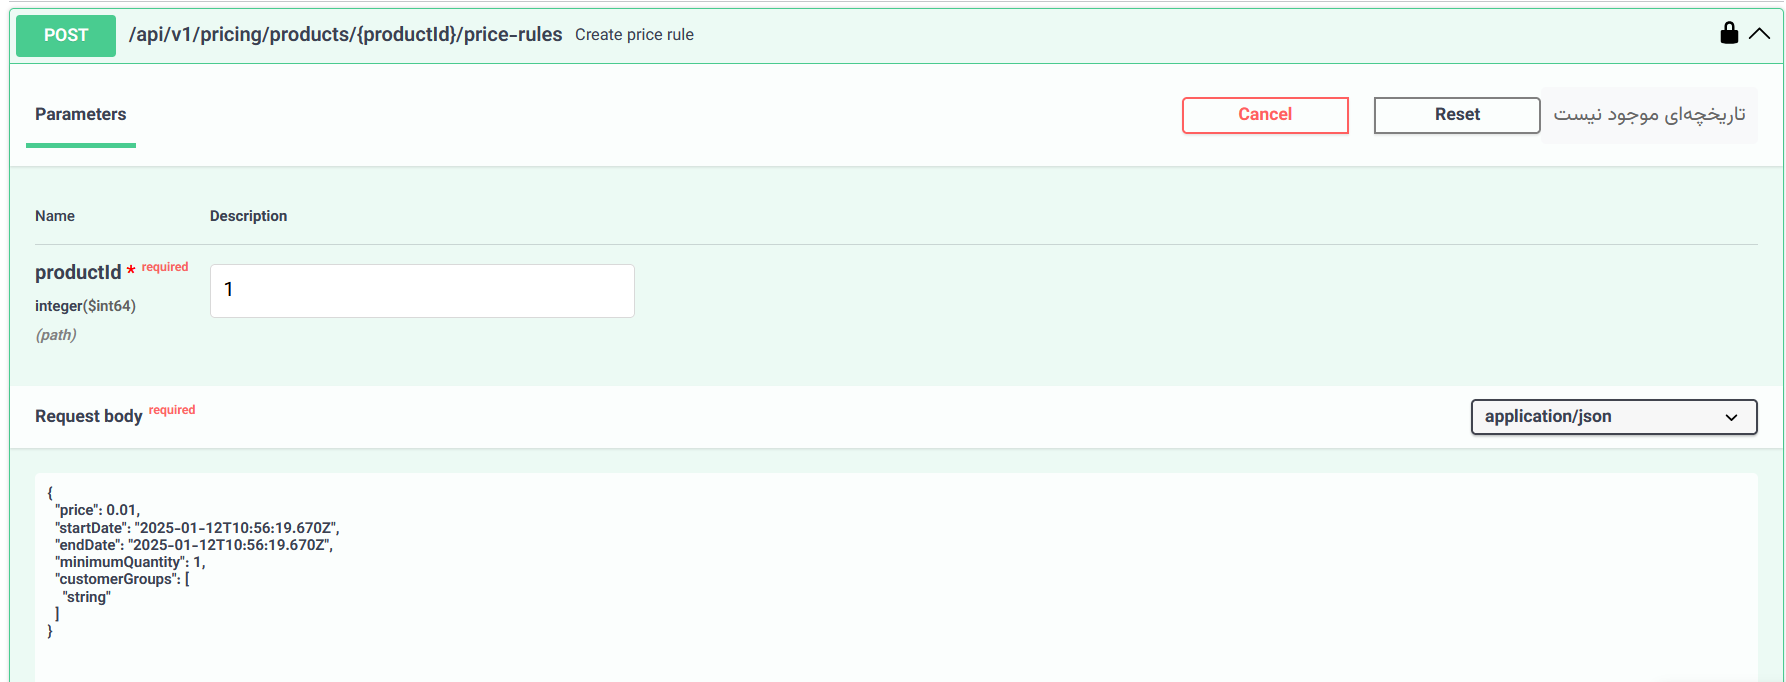 POST /api/v1/pricing/products/{productId}/price-rules Create price rule
Parameters
Cancel
Reset
تاریخچه‌ای موجود نیست
Name Description
productId * required
integer($int64)
(path)
1
Request body required
application/json
{
"price": 0.01,
"startDate": "2025-01-12T10:56:19.670Z",
"endDate": "2025-01-12T10:56:19.670Z",
"minimumQuantity": 1,
"customerGroups": [
"string"
]
}